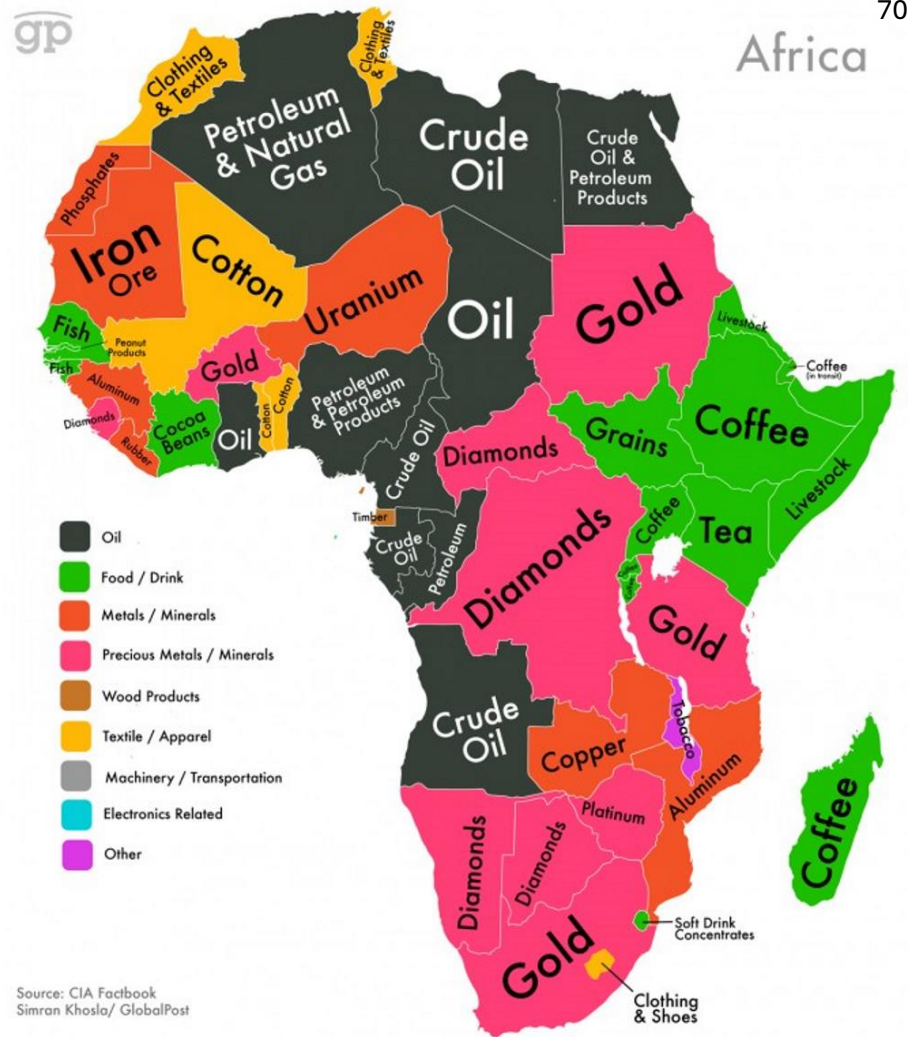 70
gp
Africa
Clothing
& Textiles
Clothing
& Textiles
Petroleum
& Natural
Gas
Crude
Oil
Crude
Oil &
Petroleum
Products
Phosphates
Iron
Ore
Cotton
Uranium
Oil
Gold
Livestock
Fish
Peanut
Products
Fish
Gold
Coffee
(in transit)
Aluminum
Diamonds
Rubber
Cocoa
Beans
Oil
Cotton
Cotton
Petroleum
& Petroleum
Products
Crude Oil
Diamonds
Grains
Coffee
Livestock
Timber
Crude
Oil
Petroleum
Diamonds
Coffee
Tea
Gold
Oil
Food / Drink
Metals / Minerals
Precious Metals / Minerals
Wood Products
Textile / Apparel
Machinery / Transportation
Electronics Related
Other
Crude
Oil
Copper
Tobacco
Aluminum
Platinum
Diamonds
Diamonds
Coffee
Gold
Soft Drink
Concentrates
Clothing
& Shoes
Source: CIA Factbook
Simran Khosla/ GlobalPost